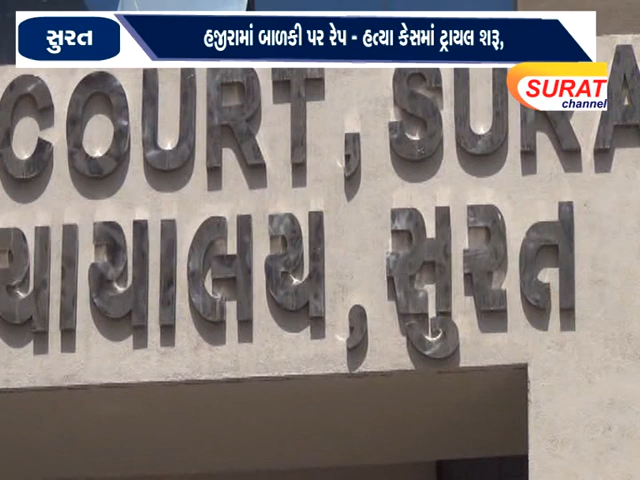 સુરત
હજીરામાં બાળકી પર રેપ - હત્યા કેસમાં ટ્રાયલ શરૂ,
SURAT
channel
COURT, SURA
યાયાલય, સુરત